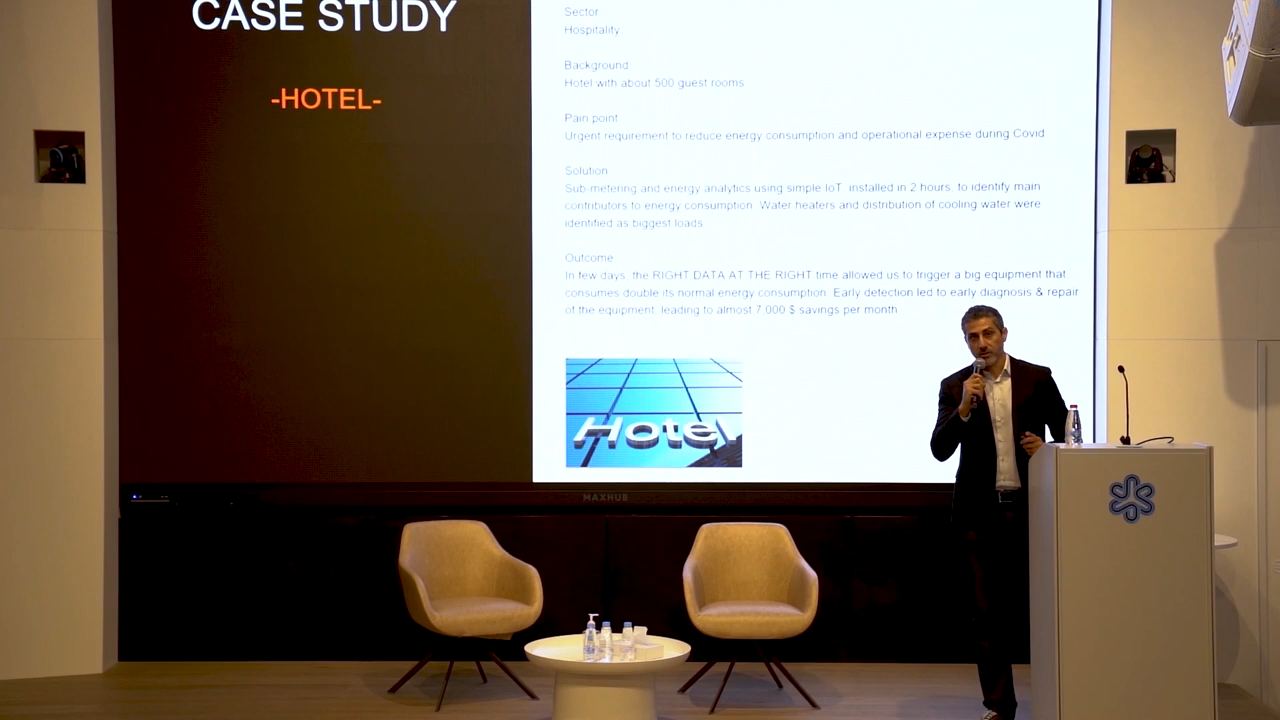 CASE STUDY
-HOTEL-
Sector
Hospitality
Background
Hotel with about 500 guest rooms
Pain point
Urgent requirement to reduce energy consumption and operational expense during Covid
Solution
Sub-metering and energy analytics using simple IoT installed in 2 hours, to identify main
contributors to energy consumption. Water heaters and distribution of cooling water were
identified as biggest loads
Outcome
In few days, the RIGHT DATA AT THE RIGHT time allowed us to trigger a big equipment that
consumes double its normal energy consumption. Early detection led to early diagnosis & repair
of the equipment, leading to almost 7,000 $ savings per month
Hotel
MAXHUB